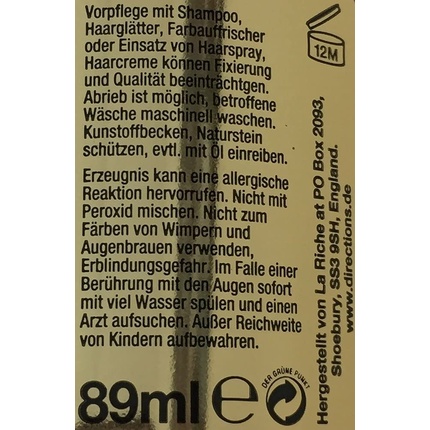 Vorpflege mit Shampoo,
Haarglätter, Farbauffrischer
oder Einsatz von Haarspray,
Haarcreme können Fixierung
und Qualität beeinträchtgen.
Abrieb ist möglich, betroffene
Wäsche maschinell waschen.
Kunstoffbecken, Naturstein
schützen, evtl. mit Öl einreiben.
Erzeugnis kann eine allergische
Reaktion hervorrufen. Nicht mit
Peroxid mischen. Nicht zum
Färben von Wimpern und
Augenbrauen verwenden,
Erblindungsgefahr. Im Falle einer
Berührung mit den Augen sofort
mit viel Wasser spülen und einen
Arzt aufsuchen. Außer Reichweite
von Kindern aufbewahren.
89ml e
DER GRÜNE PUNKT
12M
Hergestellt von La Riche at PO Box 2093,
Shoebury, SS3 9SH, England.
www.directions.de